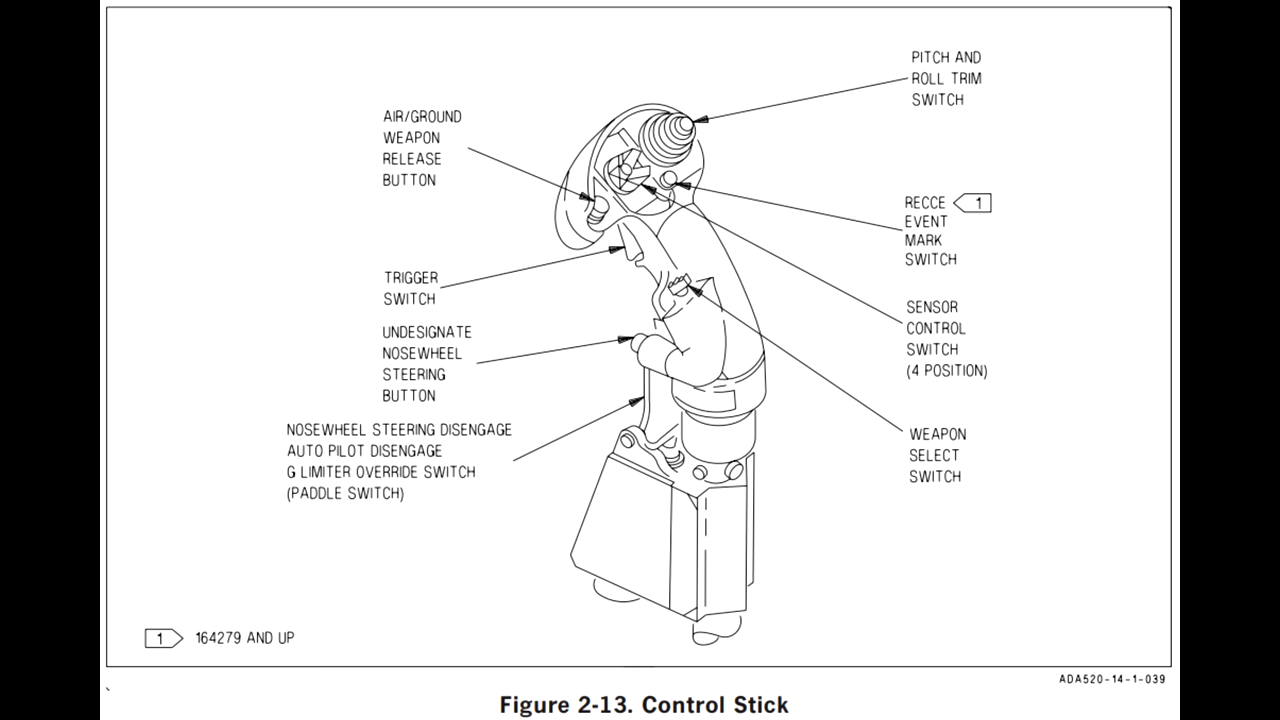 PITCH AND
ROLL TRIM
SWITCH
AIR/GROUND
WEAPON
RELEASE
BUTTON
RECCE 1
EVENT
MARK
SWITCH
TRIGGER
SWITCH
SENSOR
CONTROL
SWITCH
(4 POSITION)
UNDESIGNATE
NOSEWHEEL
STEERING
BUTTON
NOSEWHEEL STEERING DISENGAGE
AUTO PILOT DISENGAGE
G LIMITER OVERRIDE SWITCH
(PADDLE SWITCH)
WEAPON
SELECT
SWITCH
1 164279 AND UP
ADA520-14-1-039
Figure 2-13. Control Stick